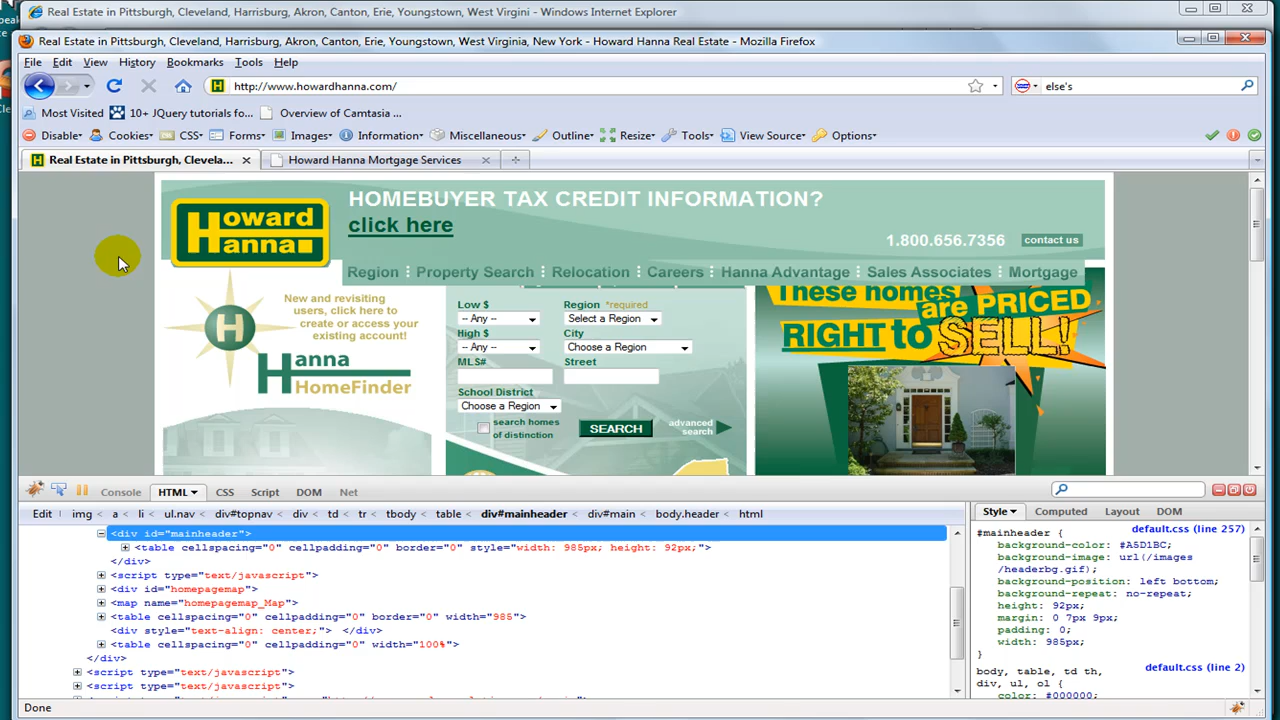 Real Estate in Pittsburgh, Cleveland, Harrisburg, Akron, Canton, Erie, Youngstown, West Virgini - Windows Internet Explorer
Real Estate in Pittsburgh, Cleveland, Harrisburg, Akron, Canton, Erie, Youngstown, West Virginia, New York - Howard Hanna Real Estate - Mozilla Firefox
File Edit View History Bookmarks Tools Help
http://www.howardhanna.com/ else's
Most Visited 10+ JQuery tutorials fo... Overview of Camtasia
Disable Cookies CSS Forms Images Information Miscellaneous Outline Resize Tools View Source Options
Real Estate in Pittsburgh, Clevela... Howard Hanna Mortgage Services
HOMEBUYER TAX CREDIT INFORMATION?
click here
Howard
Hanna
1.800.656.7356 contact us
Region Property Search Relocation Careers Hanna Advantage Sales Associates Mortgage
New and revisiting
users, click here to
create or access your
existing account!
H
Hanna
HomeFinder
Low $ Region *required
-- Any -- Select a Region
High $ City
-- Any -- Choose a Region
MLS# Street
School District
Choose a Region
search homes
of distinction
SEARCH
advanced
search
These homes
are PRICED
RIGHT to
SELL!
Console HTML CSS Script DOM Net
Edit img a li ul.nav div#topnav div td tr tbody table div#mainheader div#main body.header html
<div id="mainheader">
<table cellspacing="0" cellpadding="0" border="0" style="width: 985px; height: 92px;">
</div>
<script type="text/javascript">
<div id="homepagemap">
<map name="homepagemap_Map">
<table cellspacing="0" cellpadding="0" border="0" width="985">
<div style="text-align: center;"> </div>
<table cellspacing="0" cellpadding="0" width="100%">
</div>
<script type="text/javascript">
<script type="text/javascript">
Style Computed Layout DOM
default.css (line 257)
#mainheader {
background-color: #A5D1BC;
background-image: url(/images
/headerbg.gif);
background-position: left bottom;
background-repeat: no-repeat;
height: 92px;
margin: 0 7px 9px;
padding: 0;
width: 985px;
}
body, table, td th, default.css (line 2)
div, ul, ol {
color: #000000;
Done